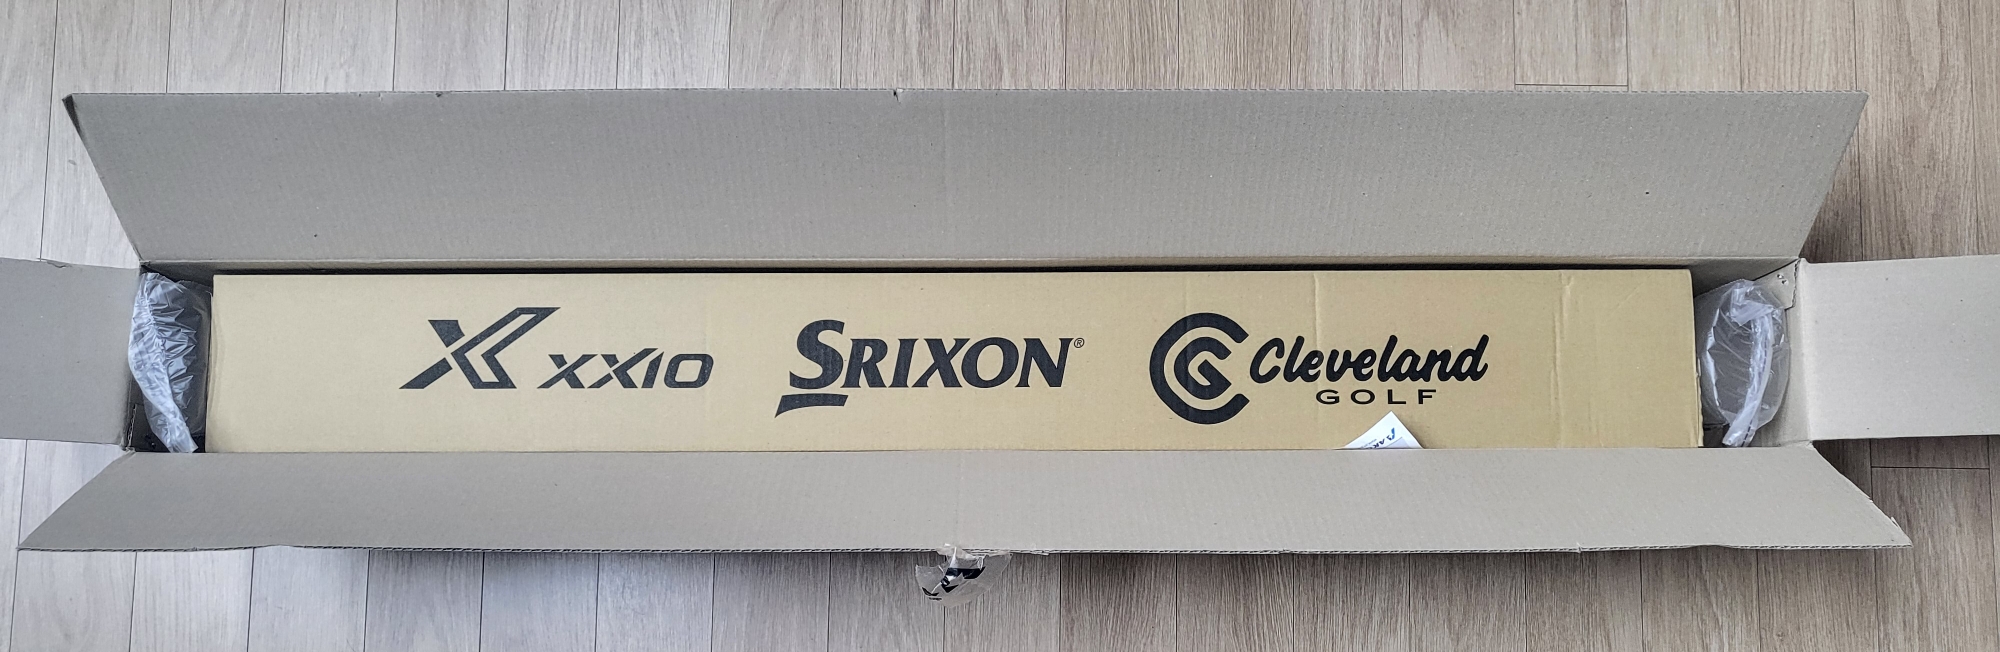 XXIO
SRIXON®
Cleveland
GOLF